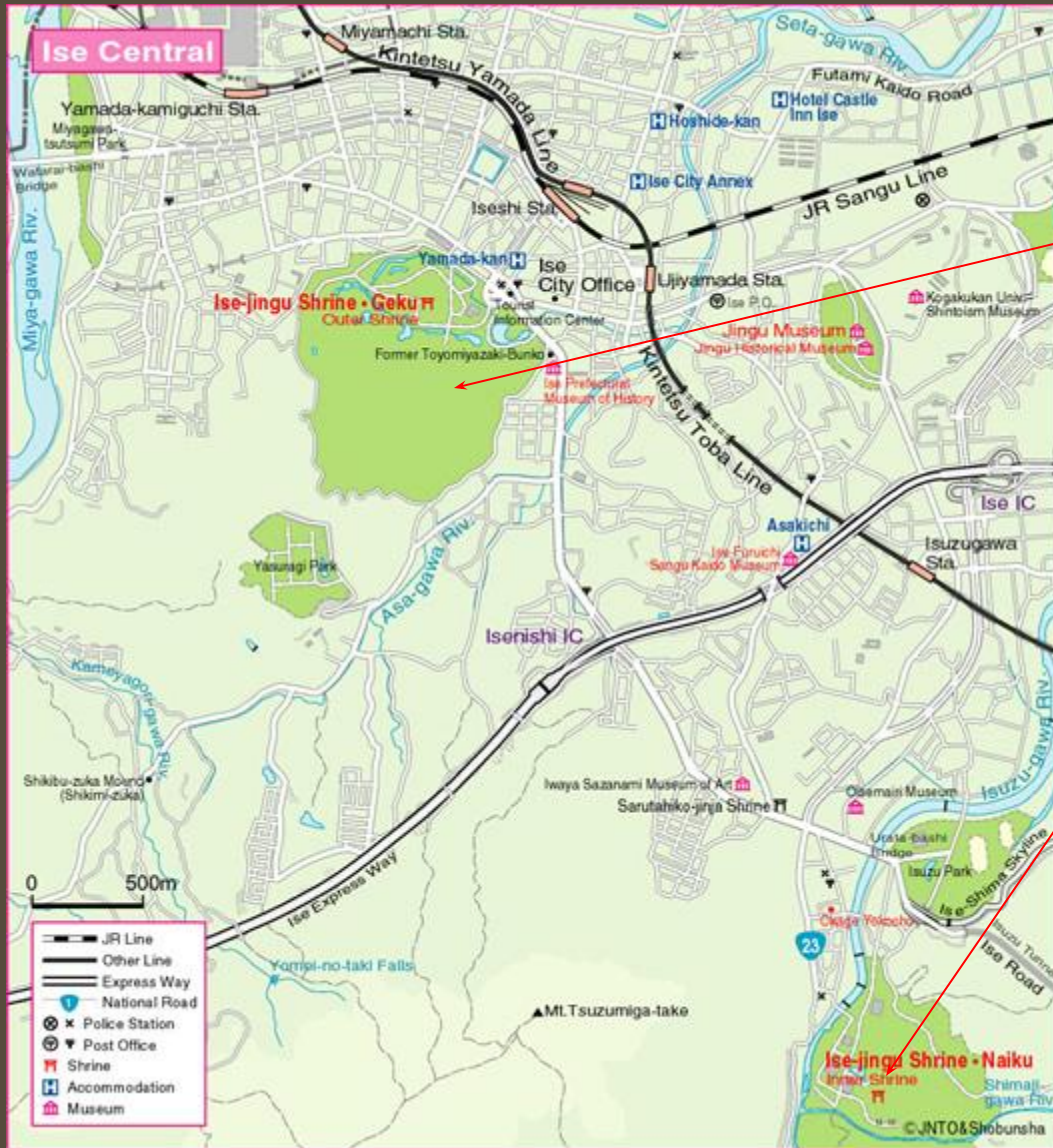 Ise Central
Miyamachi Sta.
Kintetsu Yamada Line
Seta-gawa Riv.
Futami Kaido Road
Yamada-kamiguchi Sta.
Miyagawa-
tsutsumi Park
Watarai-bashi
Bridge
Miya-gawa Riv.
Hoshide-kan
Hotel Castle
Inn Ise
Ise City Annex
JR Sangu Line
Iseshi Sta.
Yamada-kan
Ise
City Office
Ujiyamada Sta.
Ise P.O.
Ise-jingu Shrine • Geku
Outer Shrine
Tourist
Information Center
Kogakukan Univ.
Shintoism Museum
Jingu Museum
Jingu Historical Museum
Former Toyomiyazaki-Bunko
Ise Prefectural
Museum of History
Kintetsu Toba Line
Ise IC
Asakichi
Ise Furuichi
Sangu Kaido Museum
Isuzugawa
Sta.
Yasuragi Park
Asa-gawa Riv.
Isenishi IC
Kameyagori-gawa Riv.
Isuzu-gawa Riv.
Shikibu-zuka Mound
(Shikimi-zuka)
Iwaya Sazanami Museum of Art
Sarutahiko-jinja Shrine
Museum
Urata-bashi
Bridge
Isuzu Park
Ise-Shima Skyline
0 500m
Ise Express Way
Okage Yokocho
23
Isuzu Tunne
Ise Road
JR Line
Other Line
Express Way
1 National Road
Police Station
Post Office
Shrine
Accommodation
Museum
Yomei-no-taki Falls
Mt.Tsuzumiga-take
Ise-jingu Shrine • Naiku
Inner Shrine
Shimaji-
gawa Riv.
©JNTO&Shobunsha